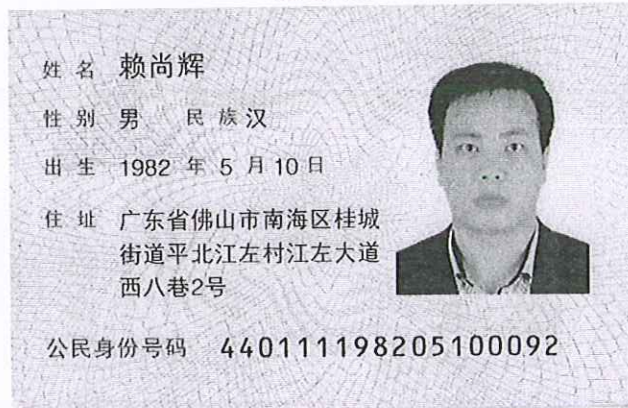 姓名 赖尚辉
性别 男 民族 汉
出生 1982 年 5 月 10 日
住址 广东省佛山市南海区桂城
街道平北江左村江左大道
西八巷2号
公民身份号码 440111198205100092